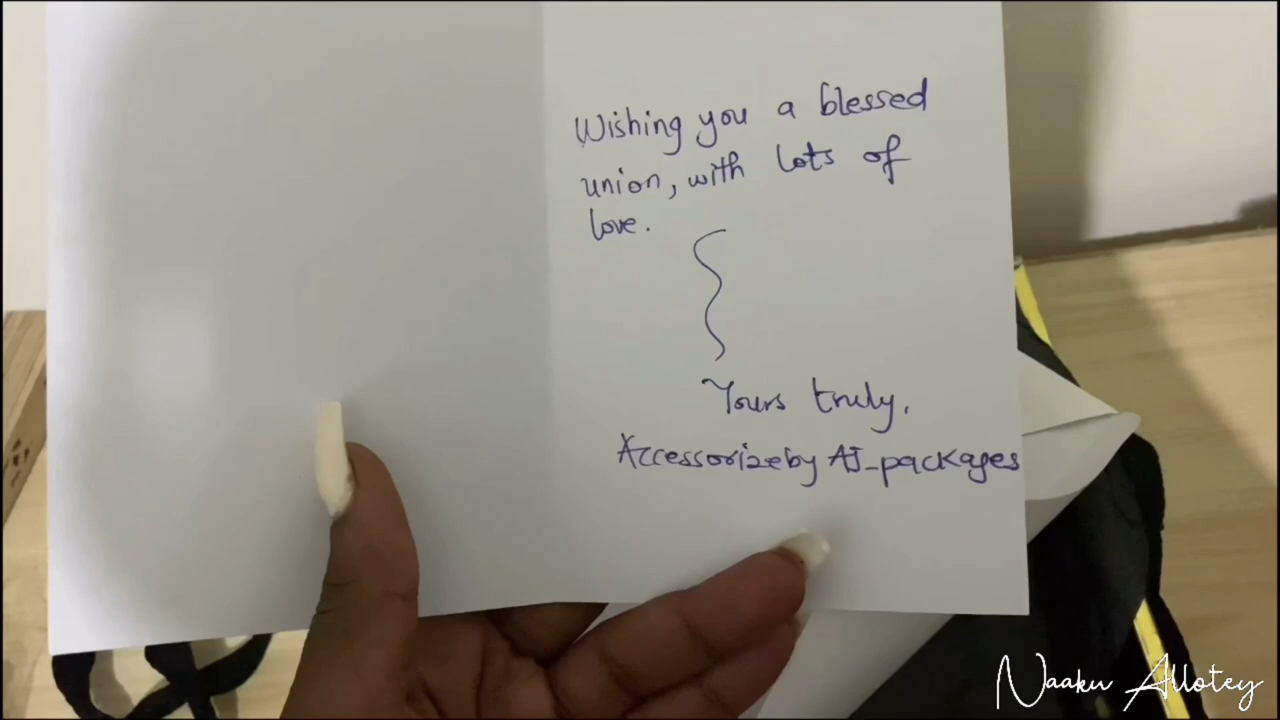 Wishing you a blessed
union, with lots of
love.
Yours truly,
Accessorizeby AJ_packages
Naaku Allotey